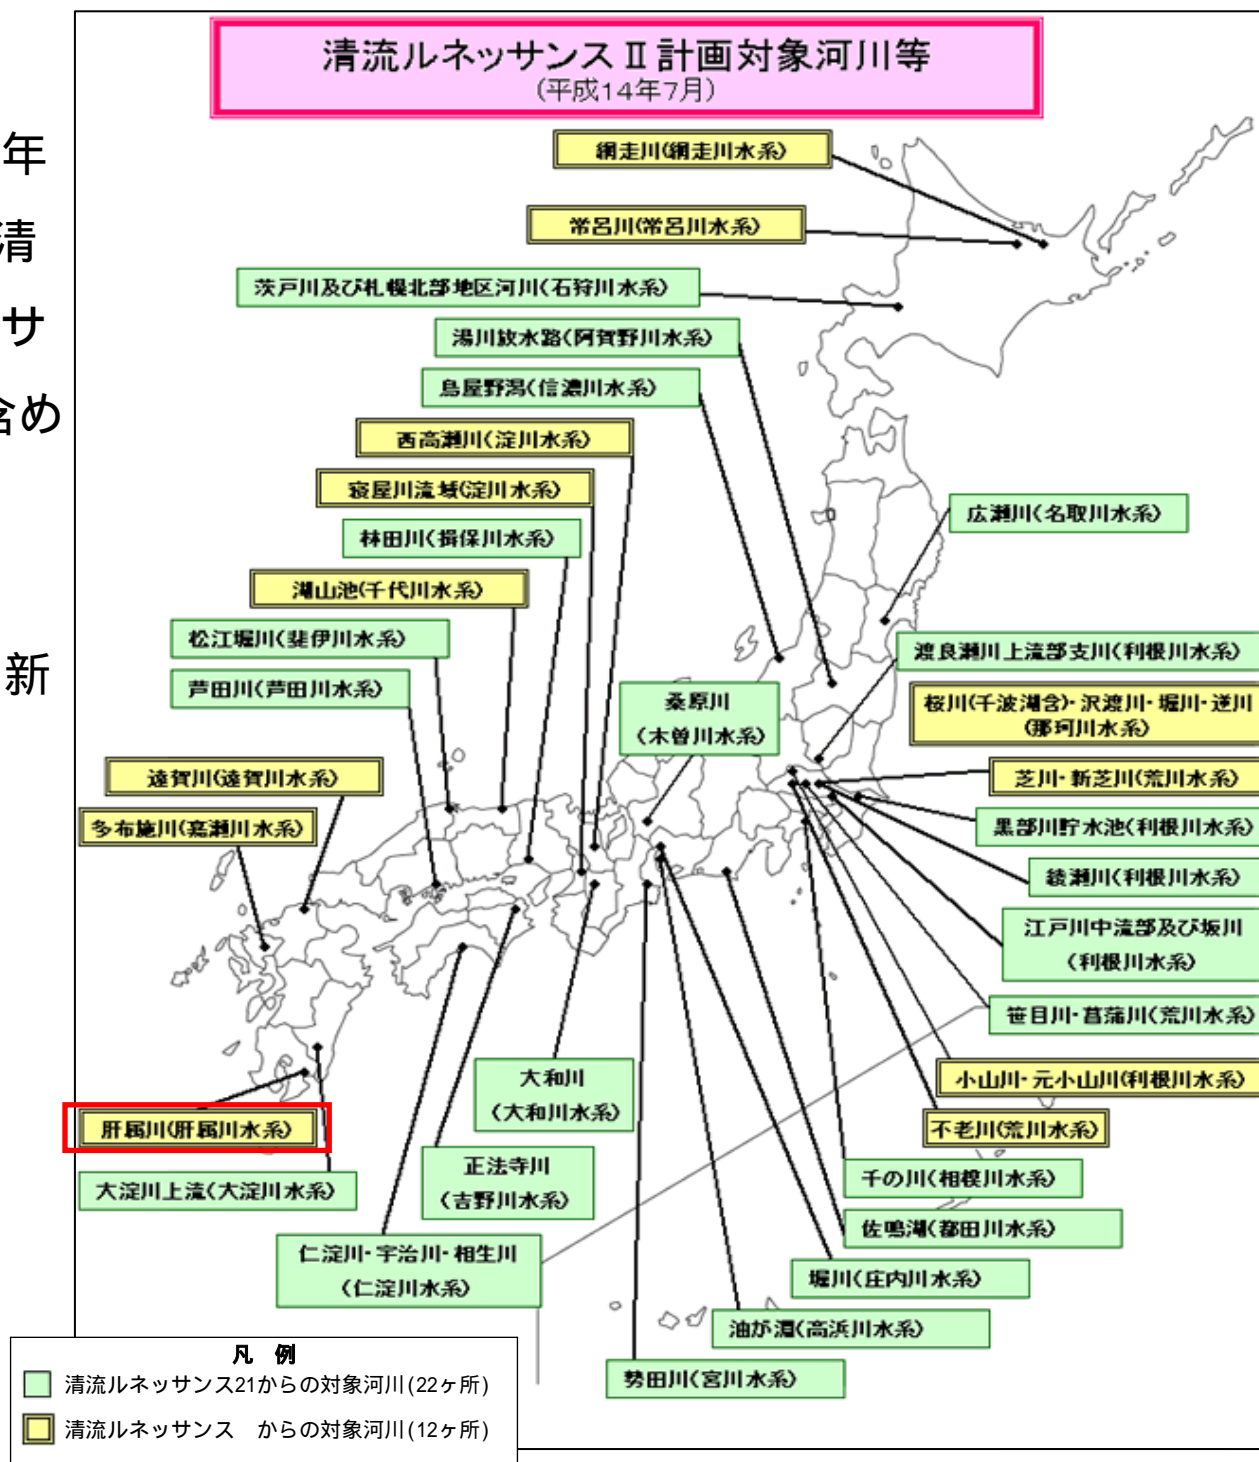 清流ルネッサンスⅡ計画対象河川等
(平成14年7月)
年
清
サ
含め
新
網走川(網走川水系)
常呂川(常呂川水系)
茨戸川及び札幌北部地区河川(石狩川水系)
湯川放水路(阿賀野川水系)
鳥屋野潟(信濃川水系)
西高瀬川(淀川水系)
寝屋川流域(淀川水系)
林田川(揖保川水系)
湖山池(千代川水系)
松江堀川(斐伊川水系)
芦田川(芦田川水系)
遠賀川(遠賀川水系)
多布施川(嘉瀬川水系)
広瀬川(名取川水系)
渡良瀬川上流部支川(利根川水系)
桜川(千波湖含)・沢渡川・堀川・逆川
(那珂川水系)
桑原川
(木曽川水系)
芝川・新芝川(荒川水系)
黒部川貯水池(利根川水系)
綾瀬川(利根川水系)
江戸川中流部及び坂川
(利根川水系)
笹目川・菖蒲川(荒川水系)
小山川・元小山川(利根川水系)
不老川(荒川水系)
千の川(相模川水系)
佐鳴湖(都田川水系)
堀川(庄内川水系)
油が淵(高浜川水系)
勢田川(宮川水系)
大和川
(大和川水系)
正法寺川
(吉野川水系)
仁淀川・宇治川・相生川
(仁淀川水系)
肝属川(肝属川水系)
大淀川上流(大淀川水系)
凡 例
清流ルネッサンス21からの対象河川(22ヶ所)
清流ルネッサンス　からの対象河川(12ヶ所)